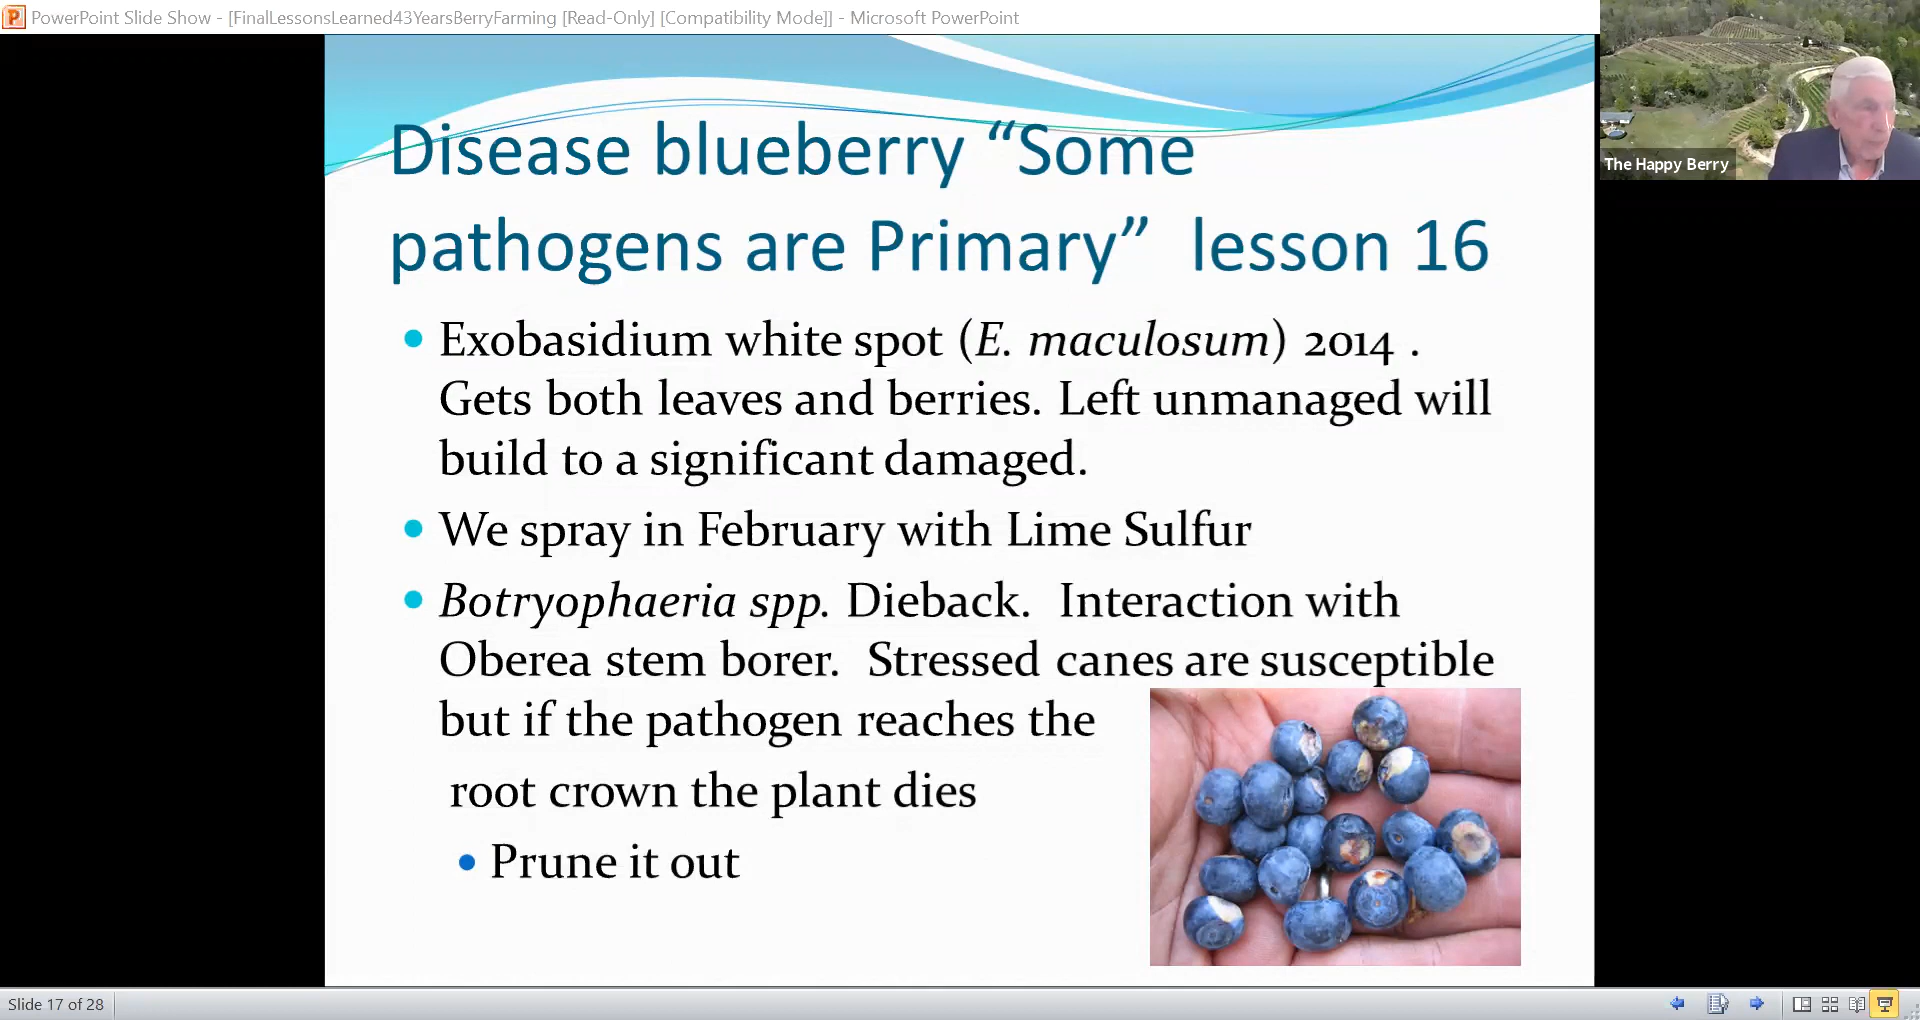 PowerPoint Slide Show - [FinalLessonsLearned43YearsBerryFarming [Read-Only] [Compatibility Mode]] - Microsoft PowerPoint
The Happy Berry
Disease blueberry “Some
pathogens are Primary” lesson 16
Exobasidium white spot (E. maculosum) 2014 .
Gets both leaves and berries. Left unmanaged will
build to a significant damaged.
We spray in February with Lime Sulfur
Botryophaeria spp. Dieback. Interaction with
Oberea stem borer. Stressed canes are susceptible
but if the pathogen reaches the
root crown the plant dies
Prune it out
Slide 17 of 28